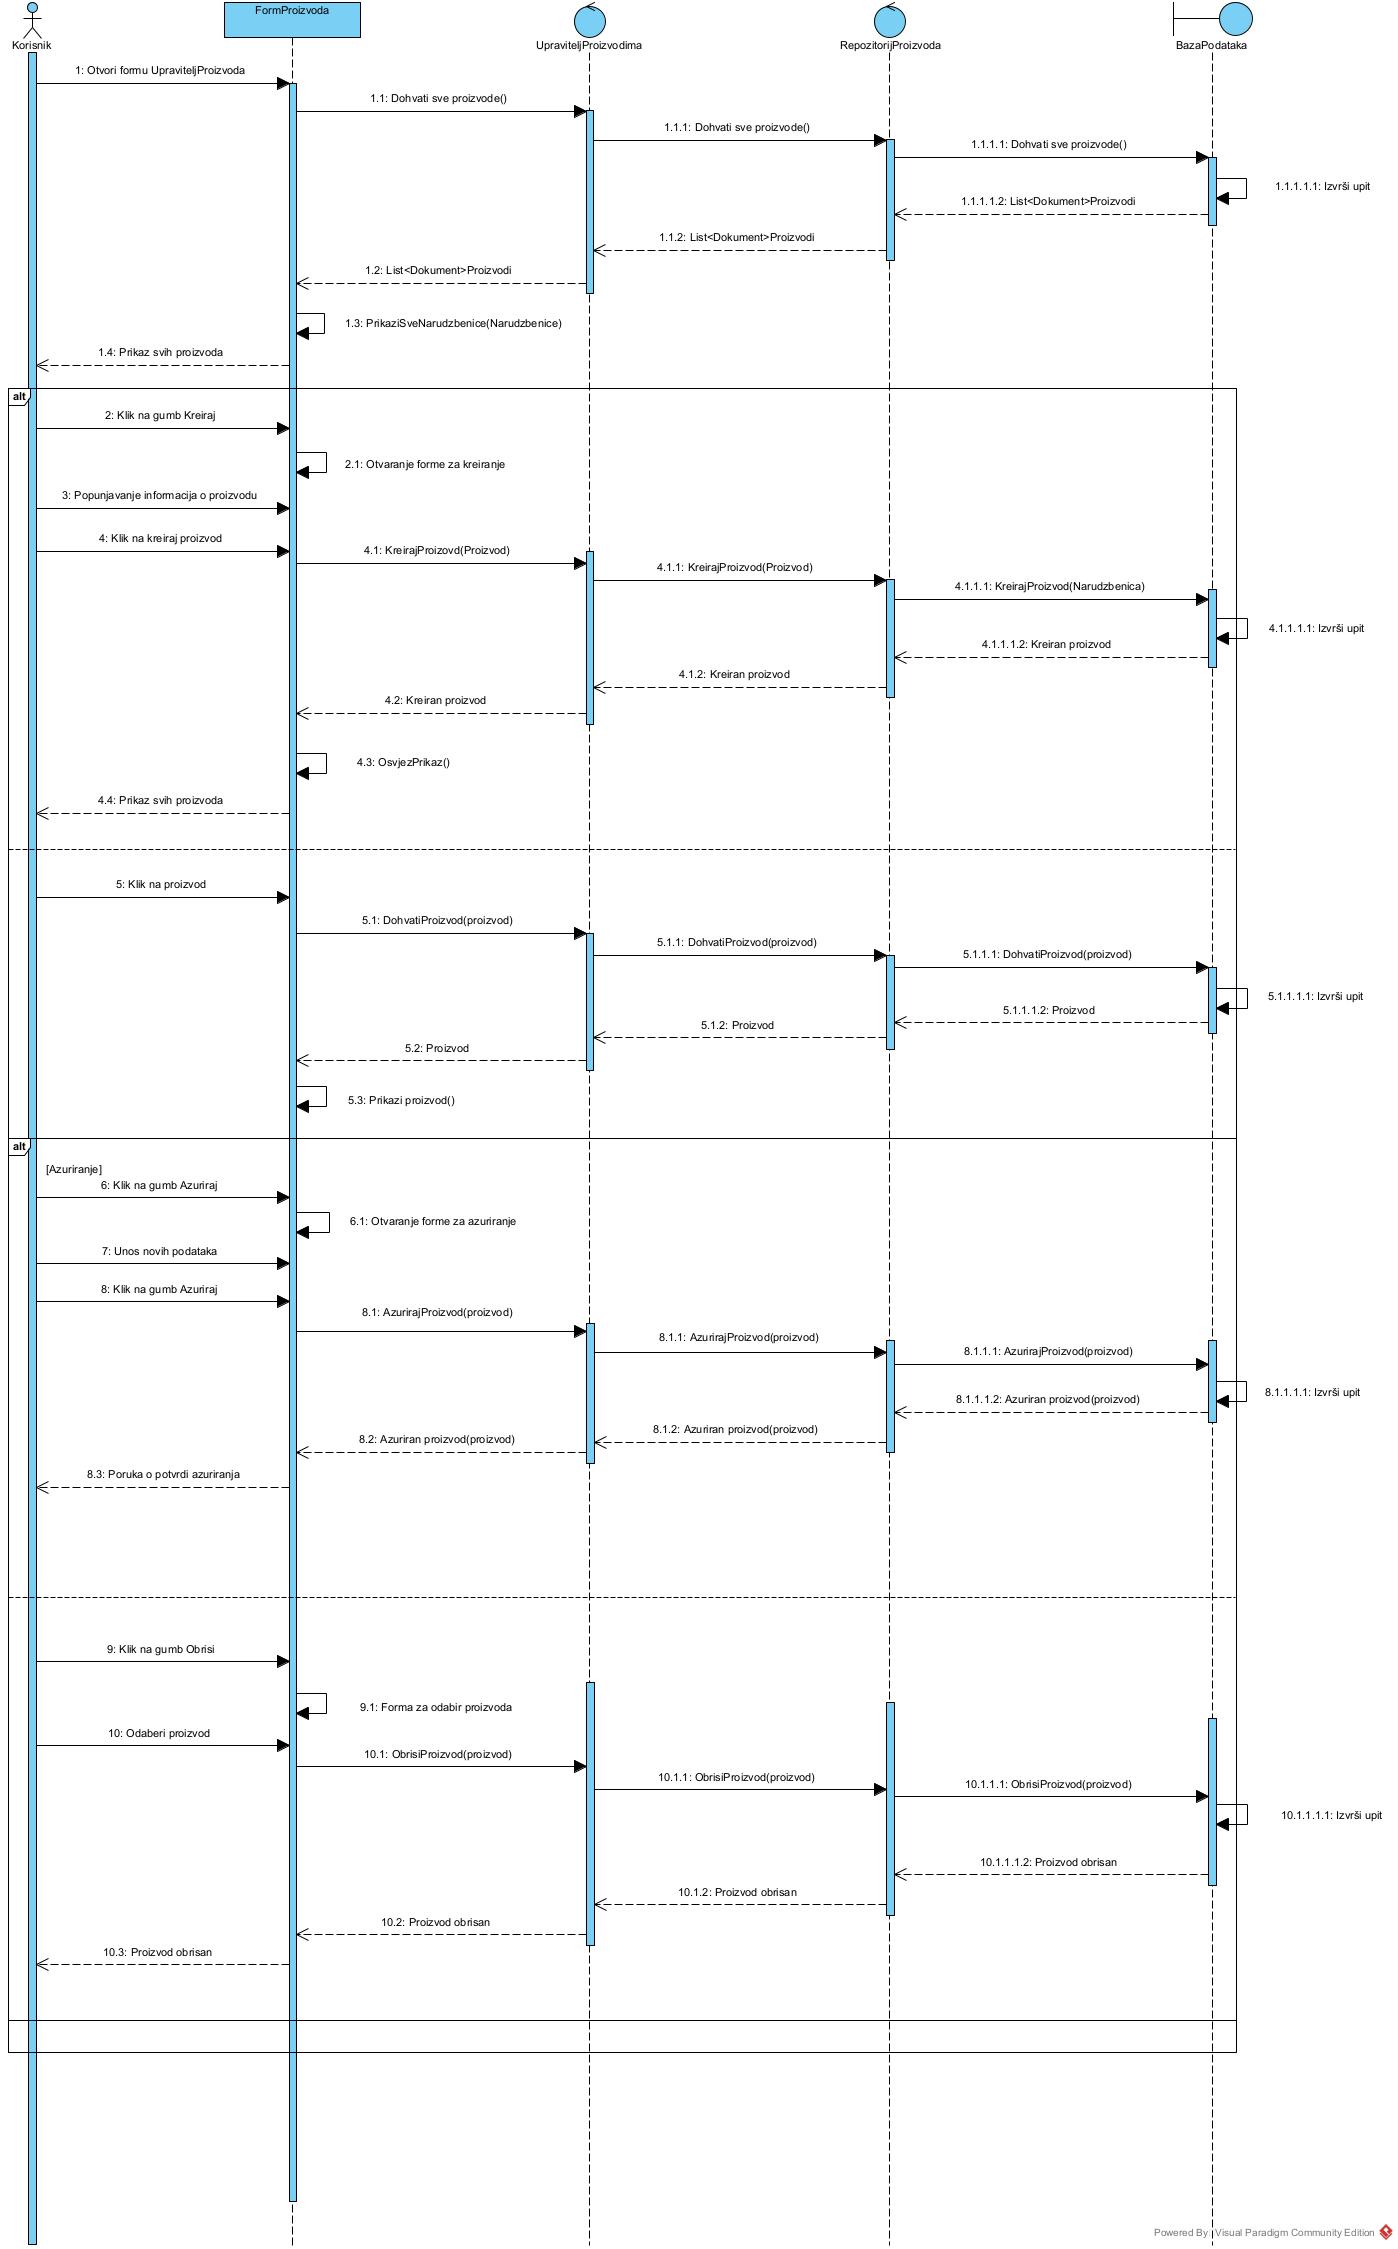 Korisnik
FormProizvoda
UpraviteljProizvodima
RepozitorijProizvoda
BazaPodataka
1: Otvori formu UpraviteljProizvoda
1.1: Dohvati sve proizvode()
1.1.1: Dohvati sve proizvode()
1.1.1.1: Dohvati sve proizvode()
1.1.1.1.1: Izvrši upit
1.1.1.1.2: List<Dokument>Proizvodi
1.1.2: List<Dokument>Proizvodi
1.2: List<Dokument>Proizvodi
1.3: PrikaziSveNarudzbenice(Narudzbenice)
1.4: Prikaz svih proizvoda
alt
2: Klik na gumb Kreiraj
2.1: Otvaranje forme za kreiranje
3: Popunjavanje informacija o proizvodu
4: Klik na kreiraj proizvod
4.1: KreirajProizovd(Proizvod)
4.1.1: KreirajProizvod(Proizvod)
4.1.1.1: KreirajProizvod(Narudzbenica)
4.1.1.1.1: Izvrši upit
4.1.1.1.2: Kreiran proizvod
4.1.2: Kreiran proizvod
4.2: Kreiran proizvod
4.3: OsvjezPrikaz()
4.4: Prikaz svih proizvoda
5: Klik na proizvod
5.1: DohvatiProizvod(proizvod)
5.1.1: DohvatiProizvod(proizvod)
5.1.1.1: DohvatiProizvod(proizvod)
5.1.1.1.1: Izvrši upit
5.1.1.1.2: Proizvod
5.1.2: Proizvod
5.2: Proizvod
5.3: Prikazi proizvod()
alt
[Azuriranje]
6: Klik na gumb Azuriraj
6.1: Otvaranje forme za azuriranje
7: Unos novih podataka
8: Klik na gumb Azuriraj
8.1: AzurirajProizvod(proizvod)
8.1.1: AzurirajProizvod(proizvod)
8.1.1.1: AzurirajProizvod(proizvod)
8.1.1.1.1: Izvrši upit
8.1.1.1.2: Azuriran proizvod(proizvod)
8.1.2: Azuriran proizvod(proizvod)
8.2: Azuriran proizvod(proizvod)
8.3: Poruka o potvrdi azuriranja
9: Klik na gumb Obrisi
9.1: Forma za odabir proizvoda
10: Odaberi proizvod
10.1: ObrisiProizvod(proizvod)
10.1.1: ObrisiProizvod(proizvod)
10.1.1.1: ObrisiProizvod(proizvod)
10.1.1.1.1: Izvrši upit
10.1.1.1.2: Proizvod obrisan
10.1.2: Proizvod obrisan
10.2: Proizvod obrisan
10.3: Proizvod obrisan
Powered By Visual Paradigm Community Edition